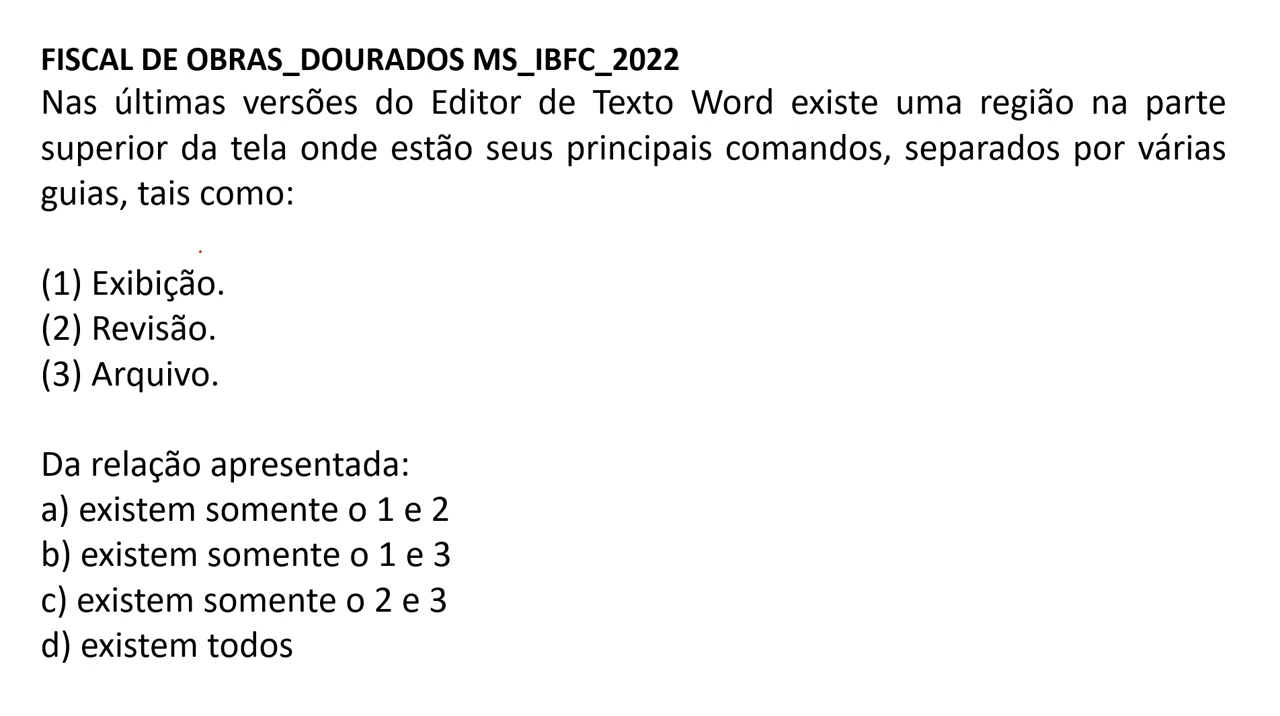 FISCAL DE OBRAS_DOURADOS MS_IBFC_2022
Nas últimas versões do Editor de Texto Word existe uma região na parte
superior da tela onde estão seus principais comandos, separados por várias
guias, tais como:
(1) Exibição.
(2) Revisão.
(3) Arquivo.
Da relação apresentada:
a) existem somente o 1 e 2
b) existem somente o 1 e 3
c) existem somente o 2 e 3
d) existem todos